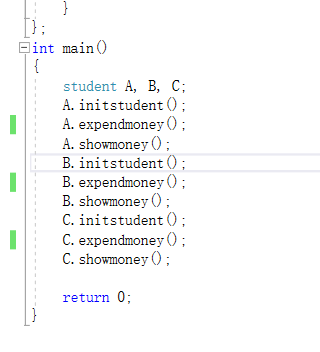 }
};
int main()
{
student A, B, C;
A.initstudent();
A.expendmoney();
A.showmoney();
B.initstudent();
B.expendmoney();
B.showmoney();
C.initstudent();
C.expendmoney();
C.showmoney();
return 0;
}